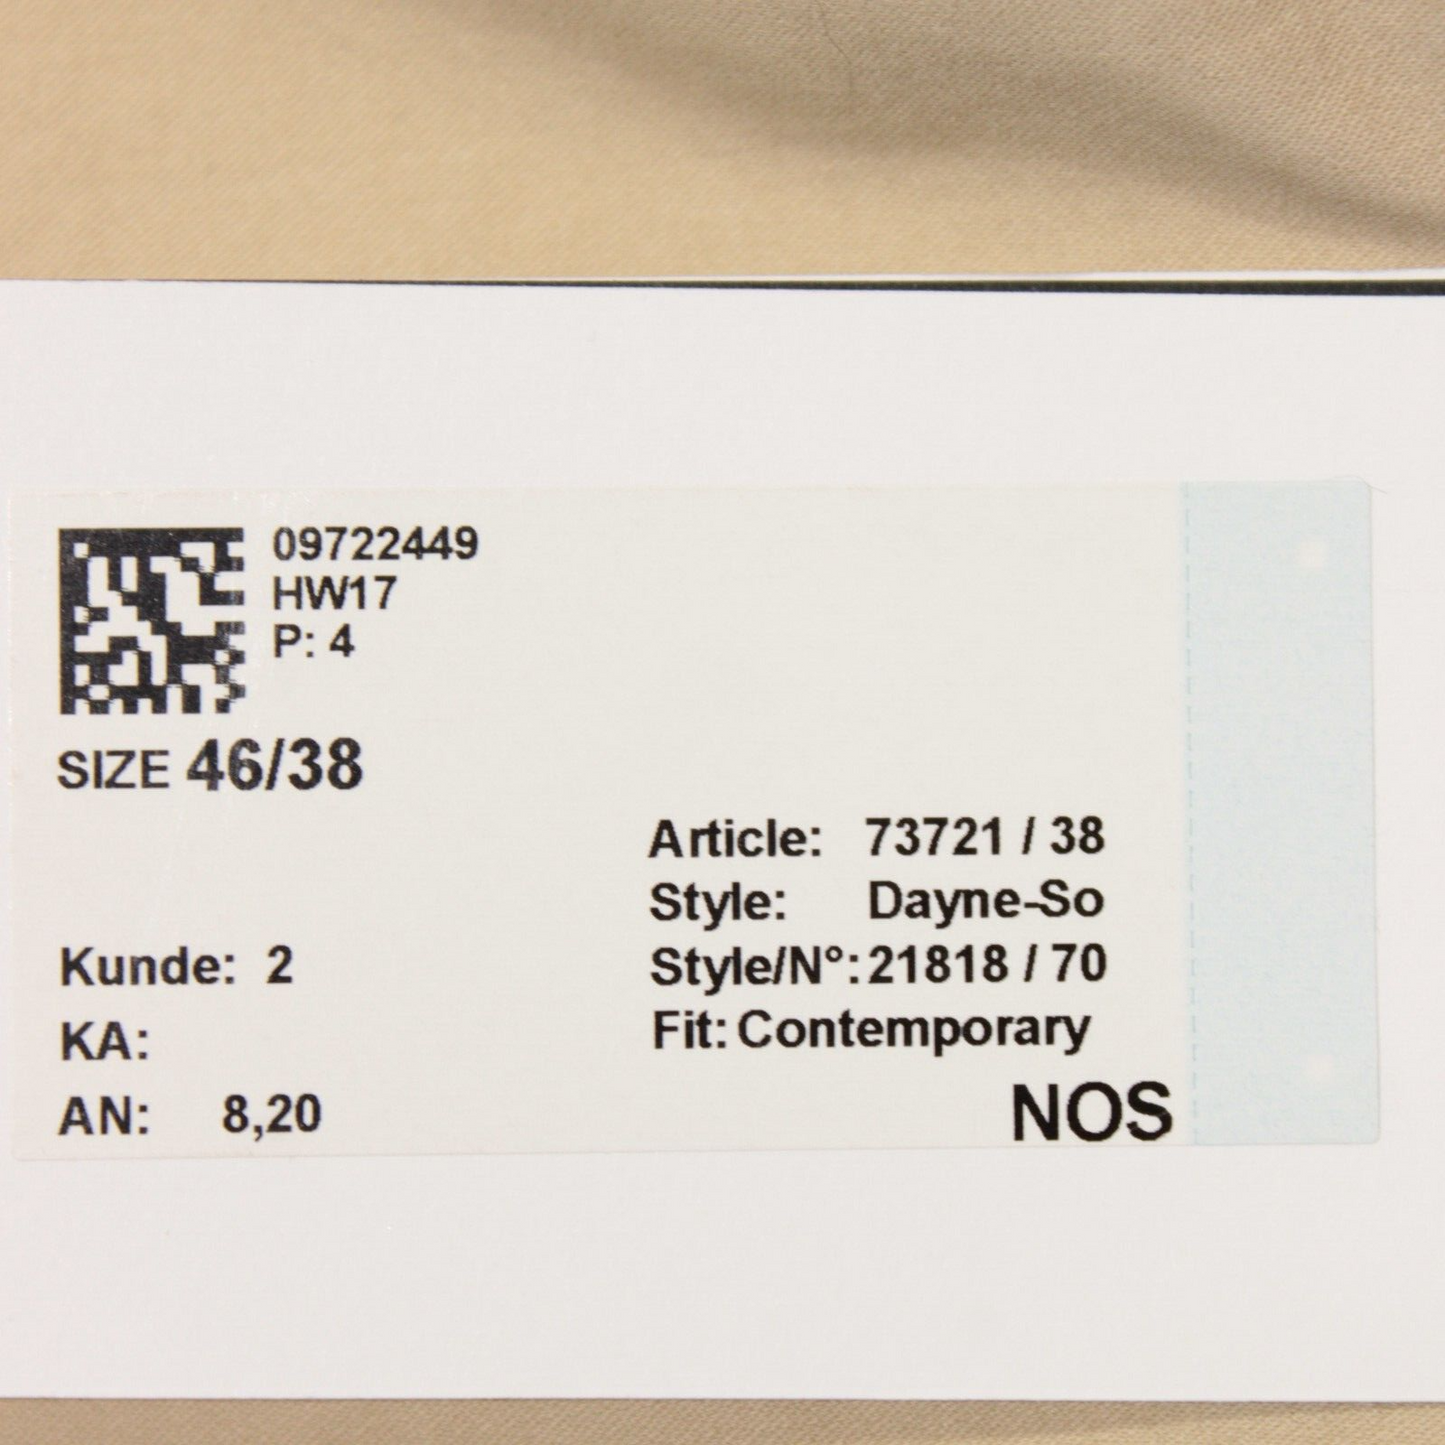 09722449
HW17
P: 4
SIZE 46/38
Article: 73721 / 38
Style: Dayne-So
Kunde: 2
Style/N°: 21818 / 70
KA:
Fit: Contemporary
AN: 8,20
NOS